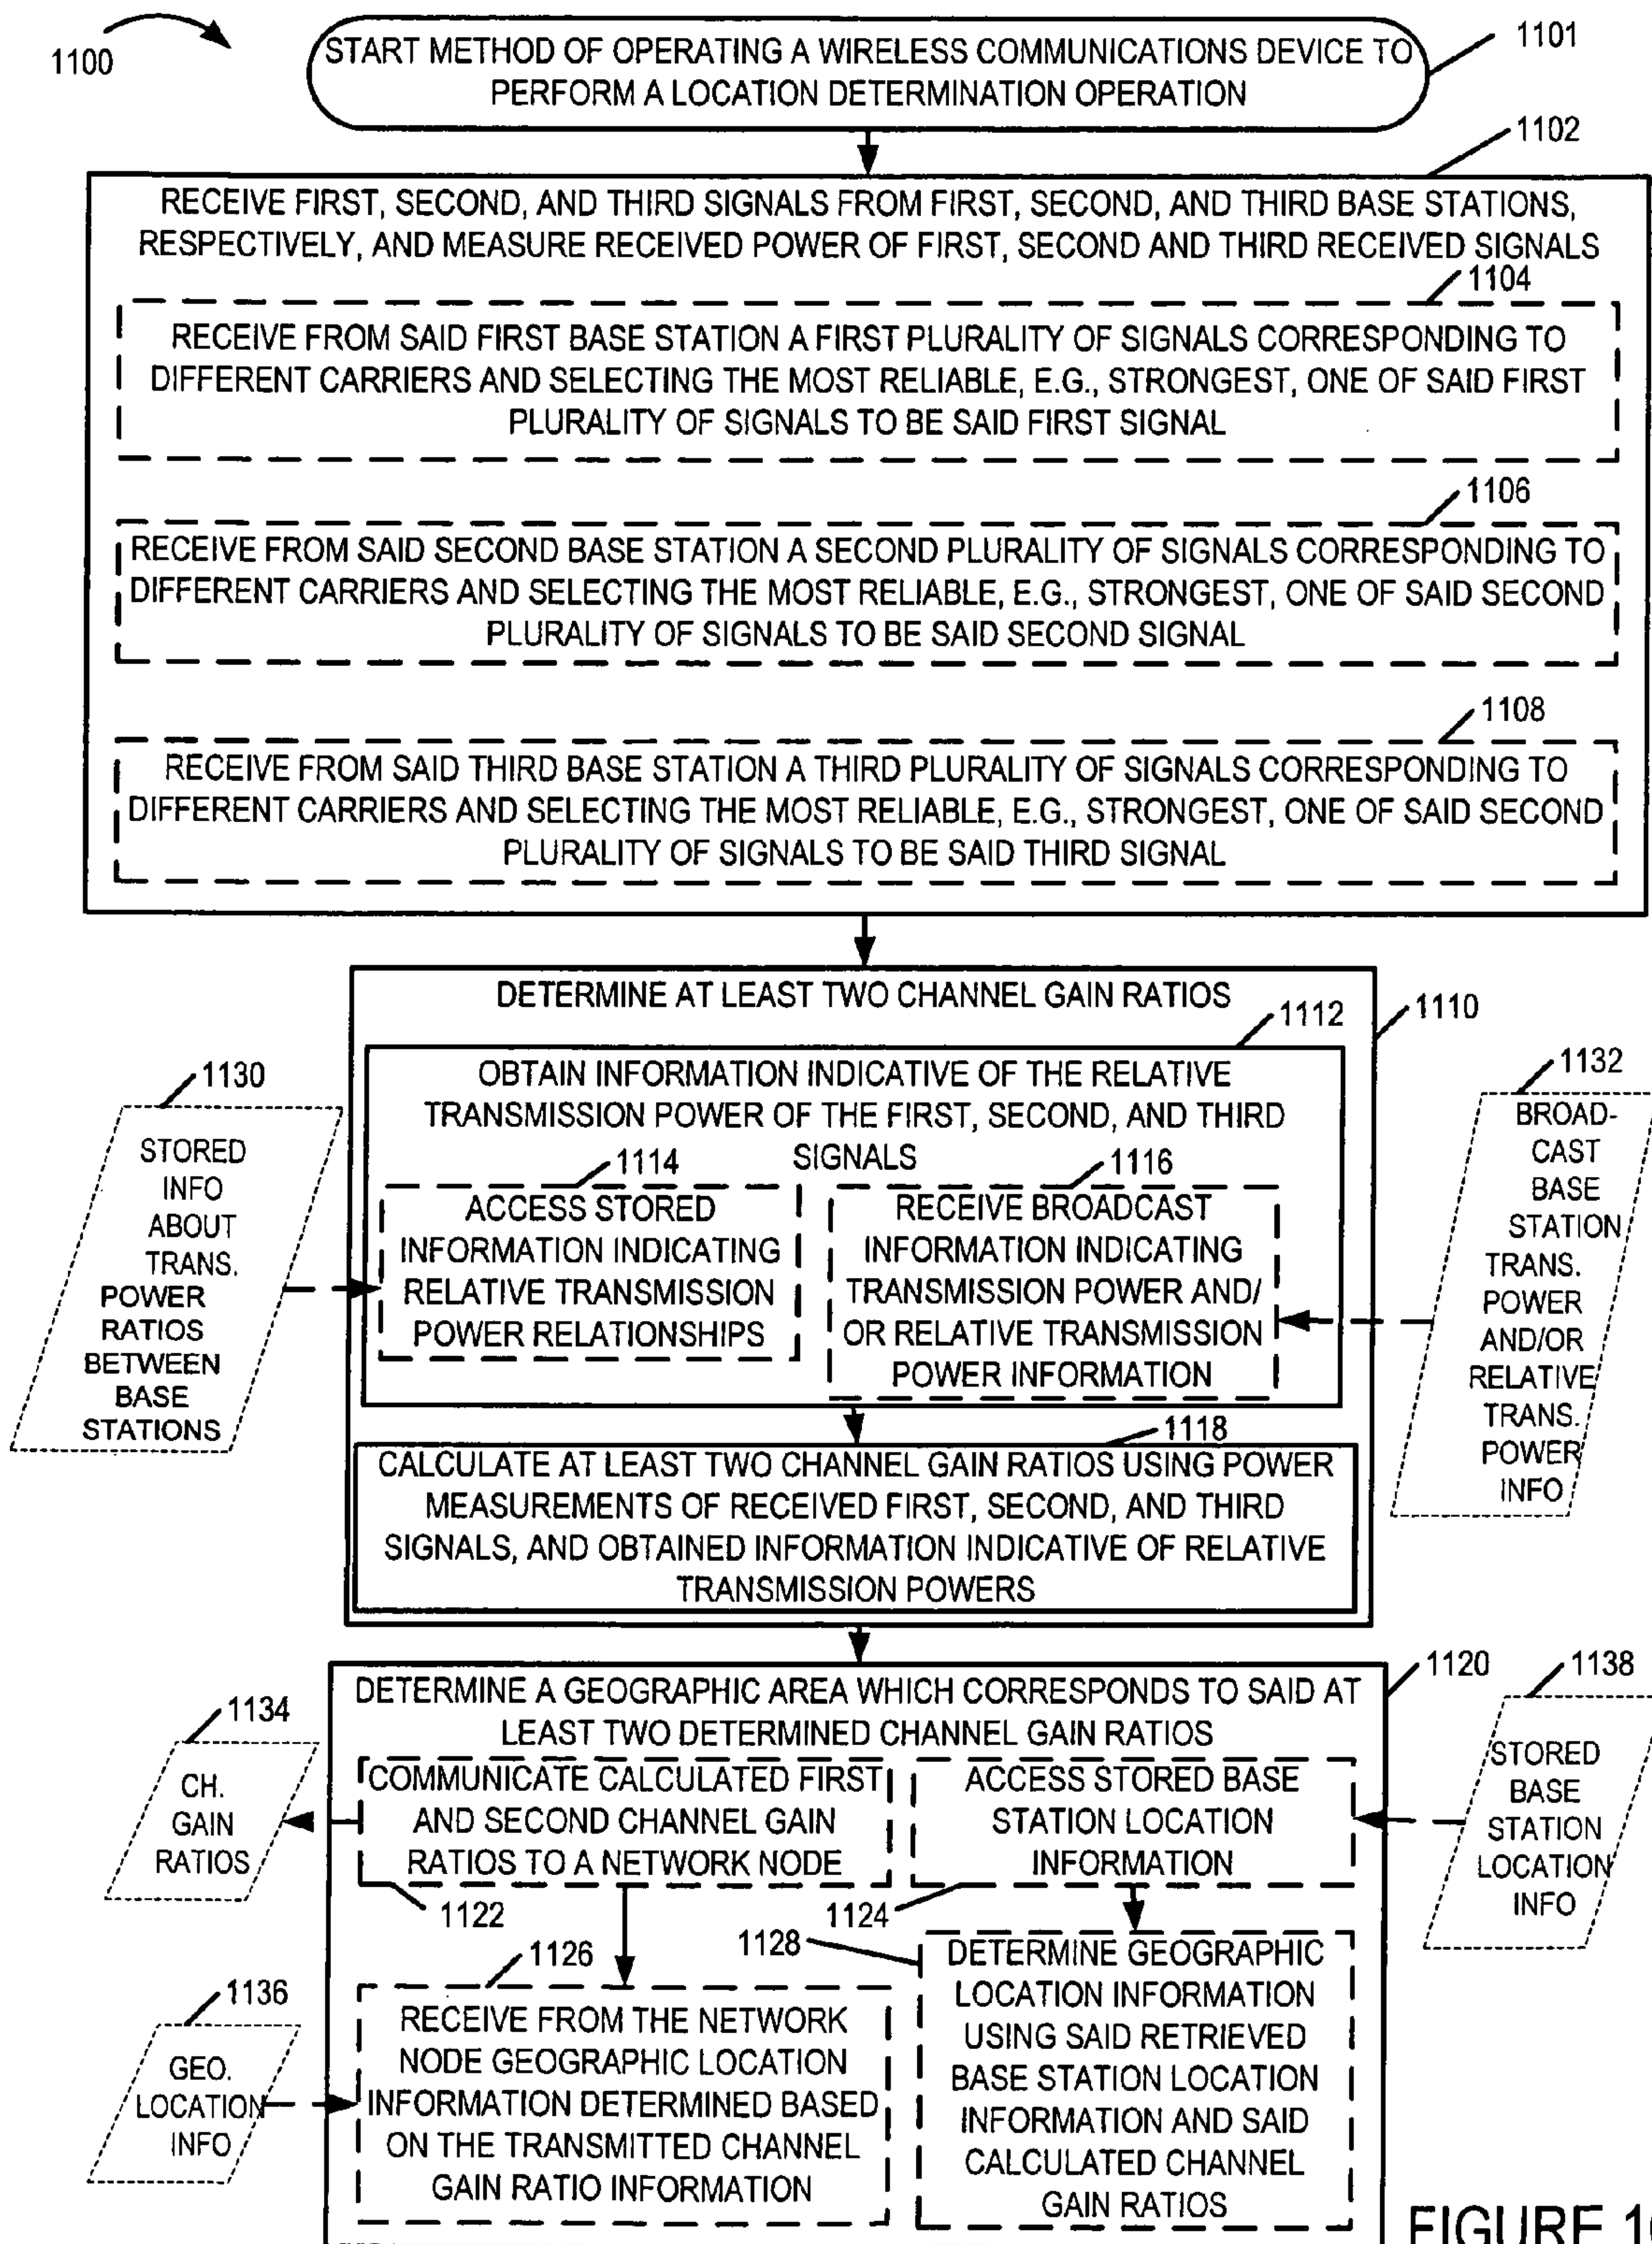 1100
START METHOD OF OPERATING A WIRELESS COMMUNICATIONS DEVICE TO
PERFORM A LOCATION DETERMINATION OPERATION
1101
1102
RECEIVE FIRST, SECOND, AND THIRD SIGNALS FROM FIRST, SECOND, AND THIRD BASE STATIONS,
RESPECTIVELY, AND MEASURE RECEIVED POWER OF FIRST, SECOND AND THIRD RECEIVED SIGNALS
1104
RECEIVE FROM SAID FIRST BASE STATION A FIRST PLURALITY OF SIGNALS CORRESPONDING TO
DIFFERENT CARRIERS AND SELECTING THE MOST RELIABLE, E.G., STRONGEST, ONE OF SAID FIRST
PLURALITY OF SIGNALS TO BE SAID FIRST SIGNAL
1106
RECEIVE FROM SAID SECOND BASE STATION A SECOND PLURALITY OF SIGNALS CORRESPONDING TO
DIFFERENT CARRIERS AND SELECTING THE MOST RELIABLE, E.G., STRONGEST, ONE OF SAID SECOND
PLURALITY OF SIGNALS TO BE SAID SECOND SIGNAL
1108
RECEIVE FROM SAID THIRD BASE STATION A THIRD PLURALITY OF SIGNALS CORRESPONDING TO
DIFFERENT CARRIERS AND SELECTING THE MOST RELIABLE, E.G., STRONGEST, ONE OF SAID SECOND
PLURALITY OF SIGNALS TO BE SAID THIRD SIGNAL
DETERMINE AT LEAST TWO CHANNEL GAIN RATIOS
1110
1112
OBTAIN INFORMATION INDICATIVE OF THE RELATIVE
TRANSMISSION POWER OF THE FIRST, SECOND, AND THIRD
SIGNALS
1130
STORED
INFO
ABOUT
TRANS.
POWER
RATIOS
BETWEEN
BASE
STATIONS
1114
ACCESS STORED
INFORMATION INDICATING
RELATIVE TRANSMISSION
POWER RELATIONSHIPS
1116
RECEIVE BROADCAST
INFORMATION INDICATING
TRANSMISSION POWER AND/
OR RELATIVE TRANSMISSION
POWER INFORMATION
1132
BROAD-
CAST
BASE
STATION
TRANS.
POWER
AND/OR
RELATIVE
TRANS.
POWER
INFO
1118
CALCULATE AT LEAST TWO CHANNEL GAIN RATIOS USING POWER
MEASUREMENTS OF RECEIVED FIRST, SECOND, AND THIRD
SIGNALS, AND OBTAINED INFORMATION INDICATIVE OF RELATIVE
TRANSMISSION POWERS
1120
DETERMINE A GEOGRAPHIC AREA WHICH CORRESPONDS TO SAID AT
LEAST TWO DETERMINED CHANNEL GAIN RATIOS
1134
CH.
GAIN
RATIOS
COMMUNICATE CALCULATED FIRST
AND SECOND CHANNEL GAIN
RATIOS TO A NETWORK NODE
1122
ACCESS STORED BASE
STATION LOCATION
INFORMATION
1124
1138
STORED
BASE
STATION
LOCATION
INFO
1136
GEO.
LOCATION
INFO
1126
RECEIVE FROM THE NETWORK
NODE GEOGRAPHIC LOCATION
INFORMATION DETERMINED BASED
ON THE TRANSMITTED CHANNEL
GAIN RATIO INFORMATION
1128
DETERMINE GEOGRAPHIC
LOCATION INFORMATION
USING SAID RETRIEVED
BASE STATION LOCATION
INFORMATION AND SAID
CALCULATED CHANNEL
GAIN RATIOS
FIGURE